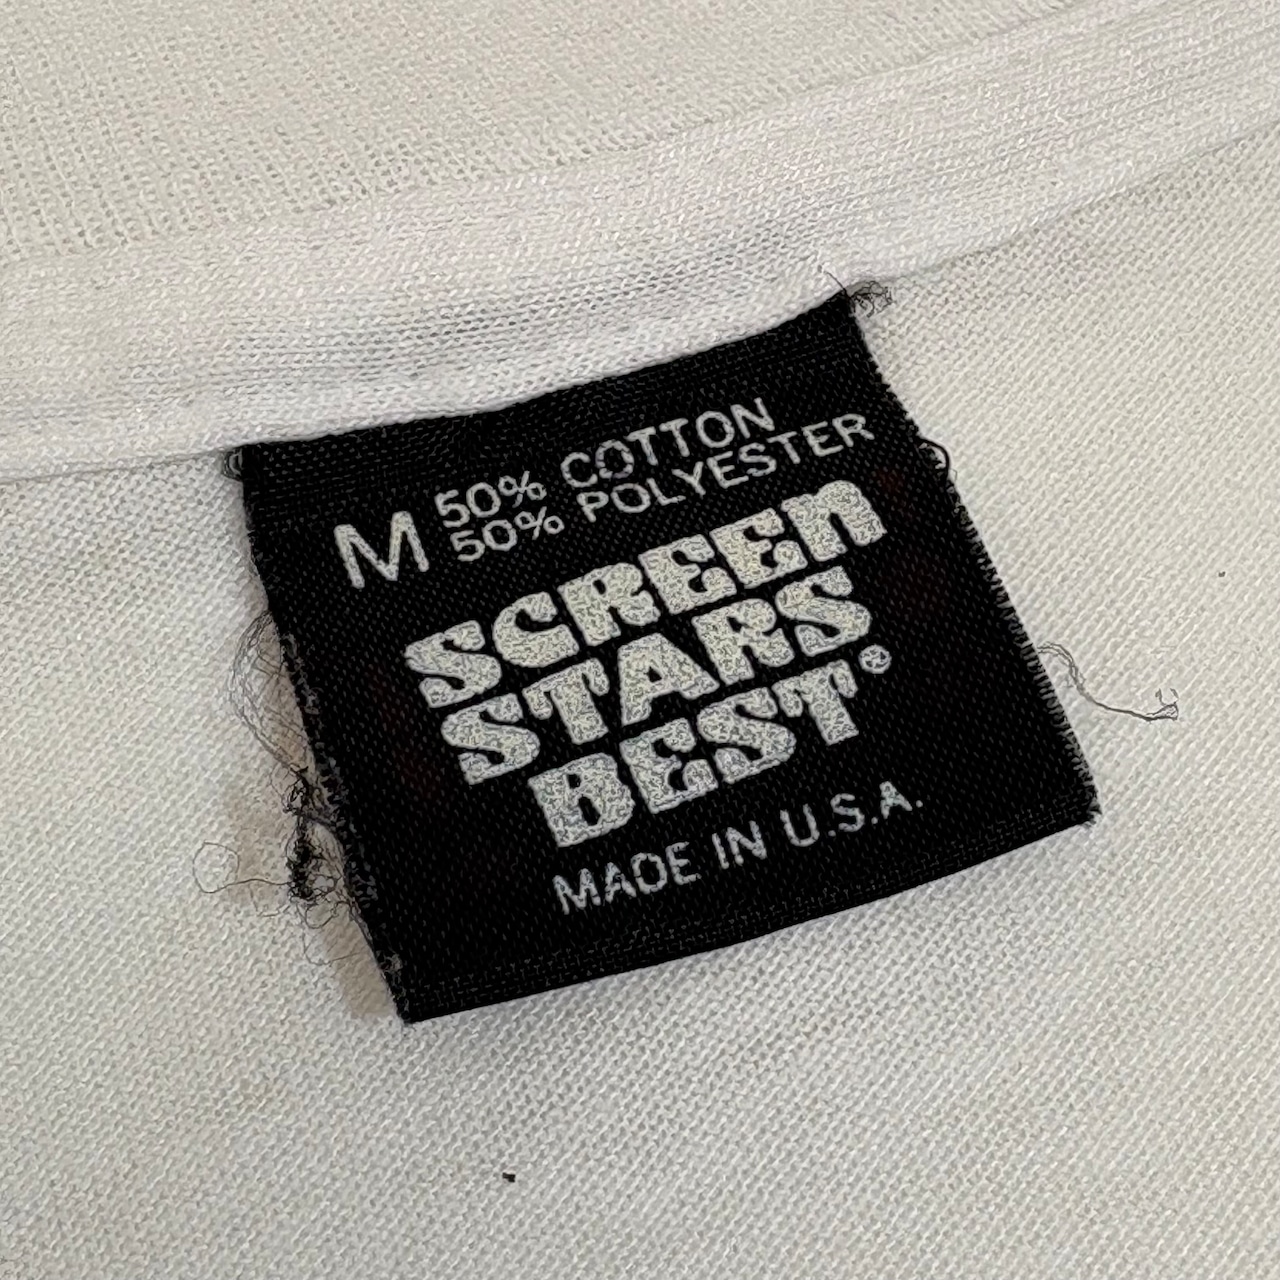 M 50% COTTON
50% POLYESTER
SCREEN
STARS
BEST®
MADE IN U.S.A.